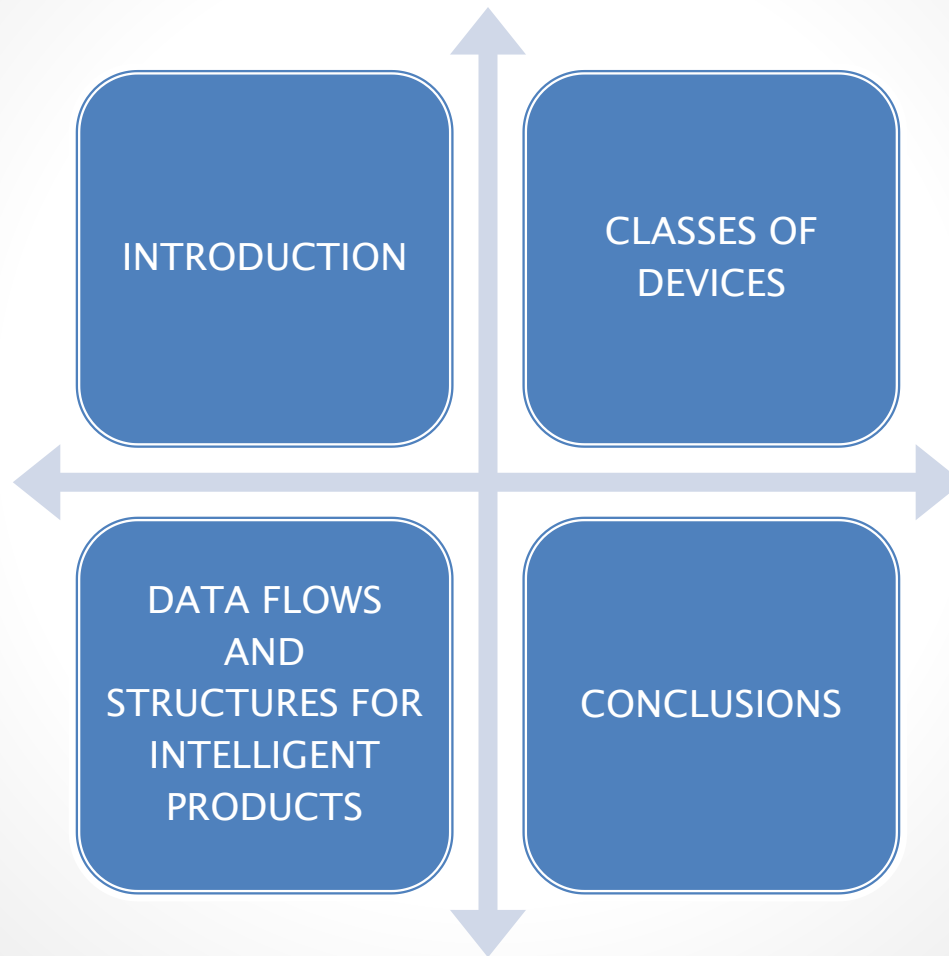 INTRODUCTION
CLASSES OF
DEVICES
DATA FLOWS
AND
STRUCTURES FOR
INTELLIGENT
PRODUCTS
CONCLUSIONS